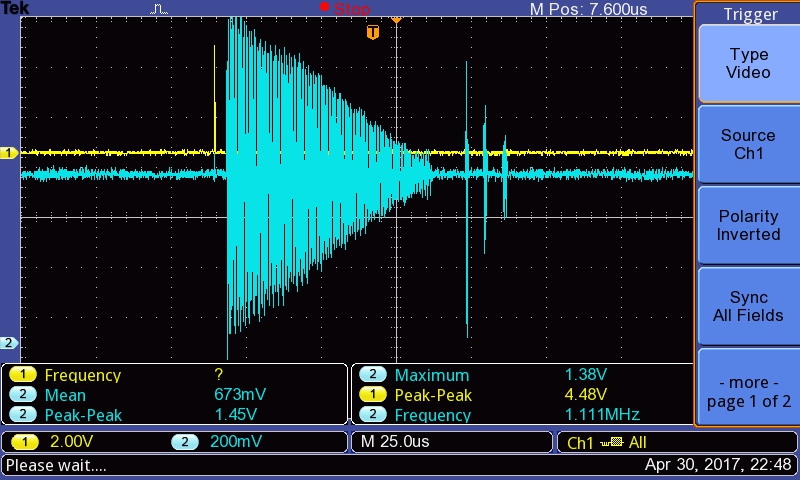 Tek Stop M Pos: 7.600us
T
Trigger
Type
Video
Source
Ch1
Polarity
Inverted
Sync
All Fields
- more -
page 1 of 2
1
2
1 Frequency ?
2 Mean 673mV
2 Peak-Peak 1.45V
2 Maximum 1.38V
1 Peak-Peak 4.48V
2 Frequency 1.111MHz
1 2.00V 2 200mV M 25.0us Ch1 All
Please wait.... Apr 30, 2017, 22:48